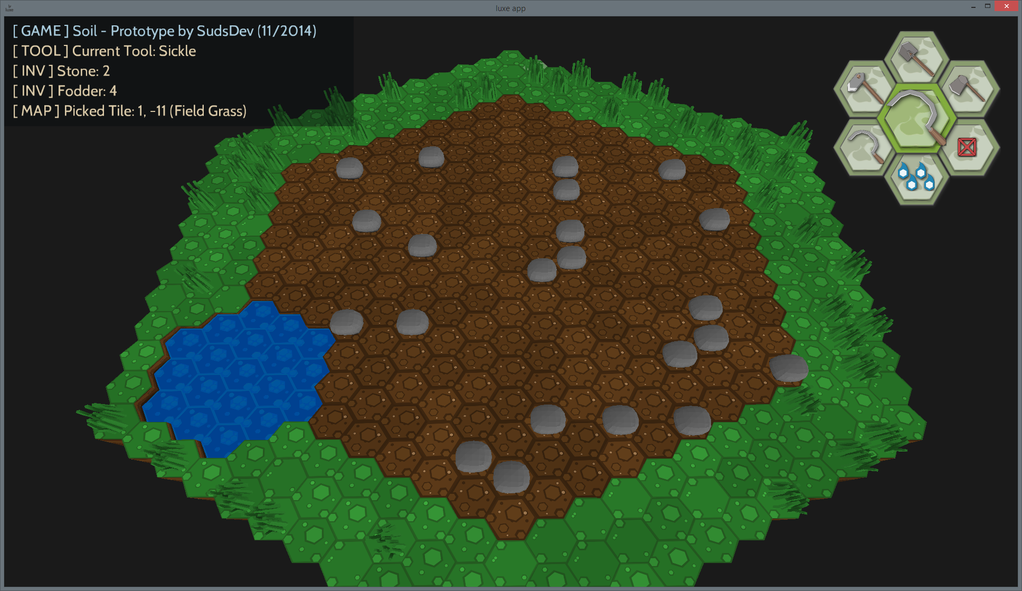 luxe app
[ GAME ] Soil - Prototype by SudsDev (11/2014)
[ TOOL ] Current Tool: Sickle
[ INV ] Stone: 2
[ INV ] Fodder: 4
[ MAP ] Picked Tile: 1, -11 (Field Grass)